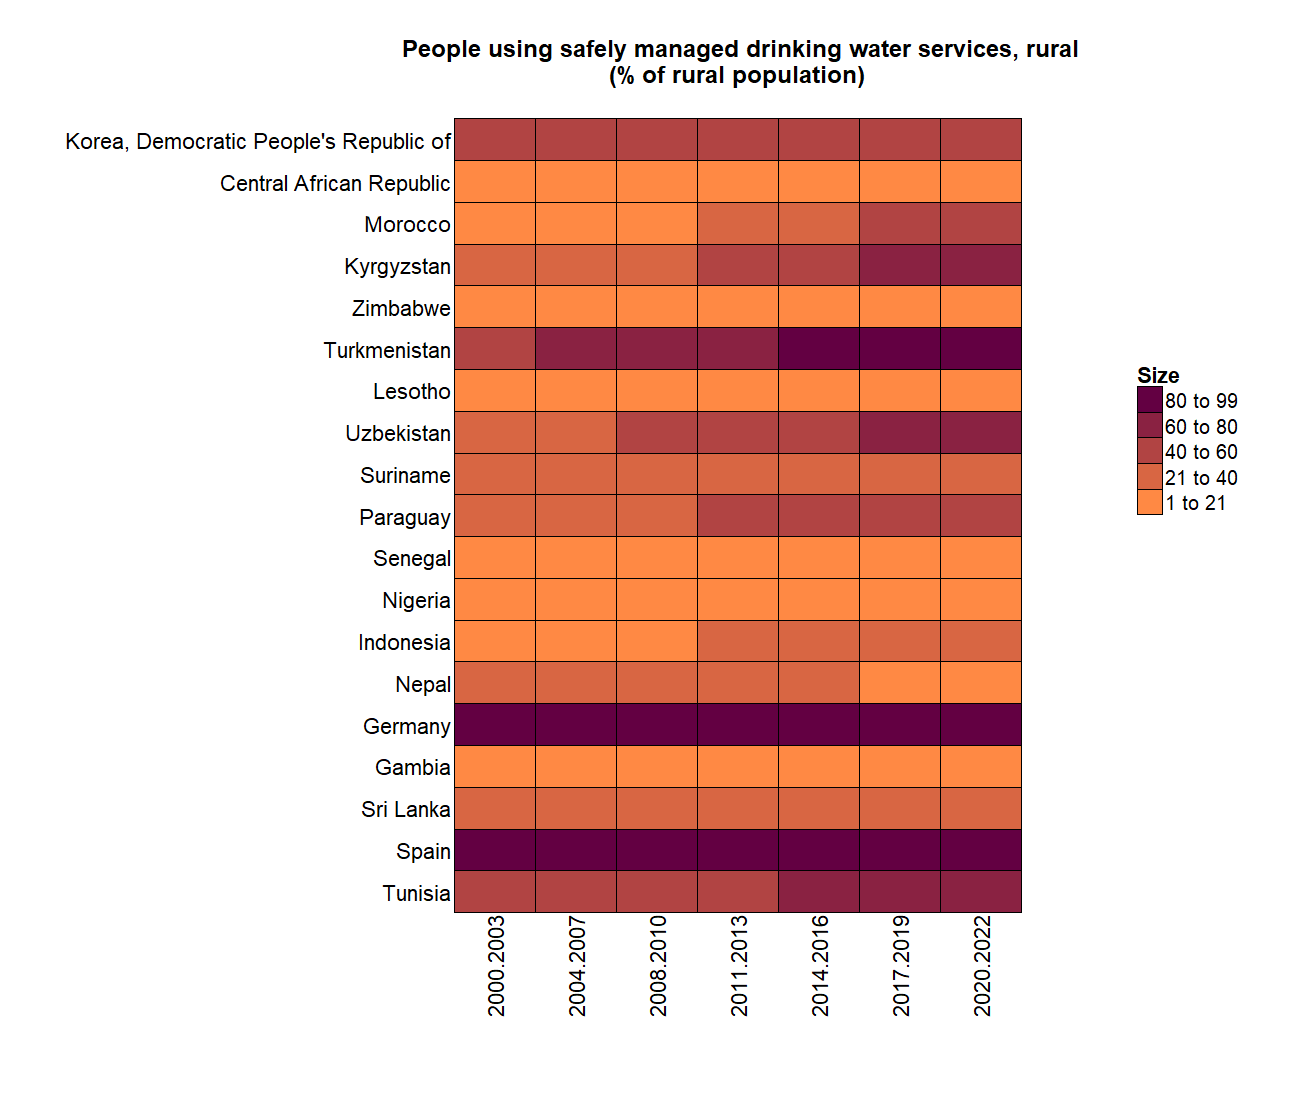 People using safely managed drinking water services, rural
(% of rural population)
Korea, Democratic People's Republic of
Central African Republic
Morocco
Kyrgyzstan
Zimbabwe
Turkmenistan
Lesotho
Uzbekistan
Suriname
Paraguay
Senegal
Nigeria
Indonesia
Nepal
Germany
Gambia
Sri Lanka
Spain
Tunisia
2000.2003
2004.2007
2008.2010
2011.2013
2014.2016
2017.2019
2020.2022
Size
80 to 99
60 to 80
40 to 60
21 to 40
1 to 21